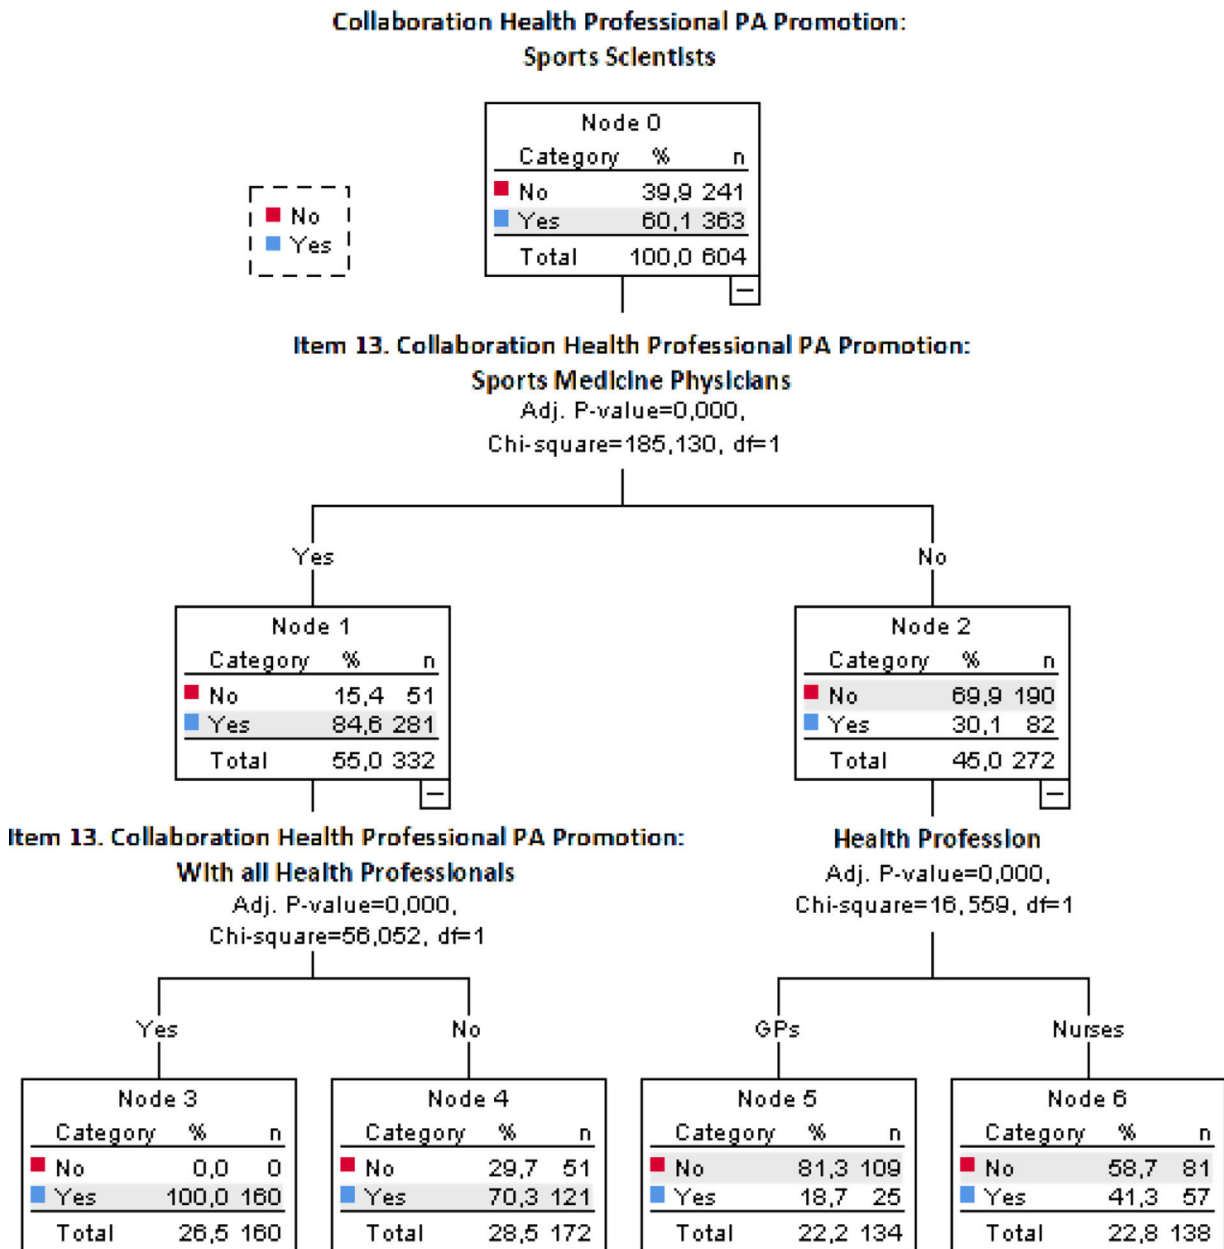 Collaboration Health Professional PA Promotion:
Sports Scientists
Node 0
Category % n
No 39,9 241
Yes 60,1 363
Total 100,0 604
No
Yes
Item 13. Collaboration Health Professional PA Promotion:
Sports Medicine Physicians
Adj. P-value=0,000,
Chi-square=185,130, df=1
Yes
No
Node 1
Category % n
No 15,4 51
Yes 84,6 281
Total 55,0 332
Node 2
Category % n
No 69,9 190
Yes 30,1 82
Total 45,0 272
Item 13. Collaboration Health Professional PA Promotion:
With all Health Professionals
Adj. P-value=0,000,
Chi-square=56,052, df=1
Health Profession
Adj. P-value=0,000,
Chi-square=16,559, df=1
Yes
No
GPs
Nurses
Node 3
Category % n
No 0,0 0
Yes 100,0 160
Total 26,5 160
Node 4
Category % n
No 29,7 51
Yes 70,3 121
Total 28,5 172
Node 5
Category % n
No 81,3 109
Yes 18,7 25
Total 22,2 134
Node 6
Category % n
No 58,7 81
Yes 41,3 57
Total 22,8 138